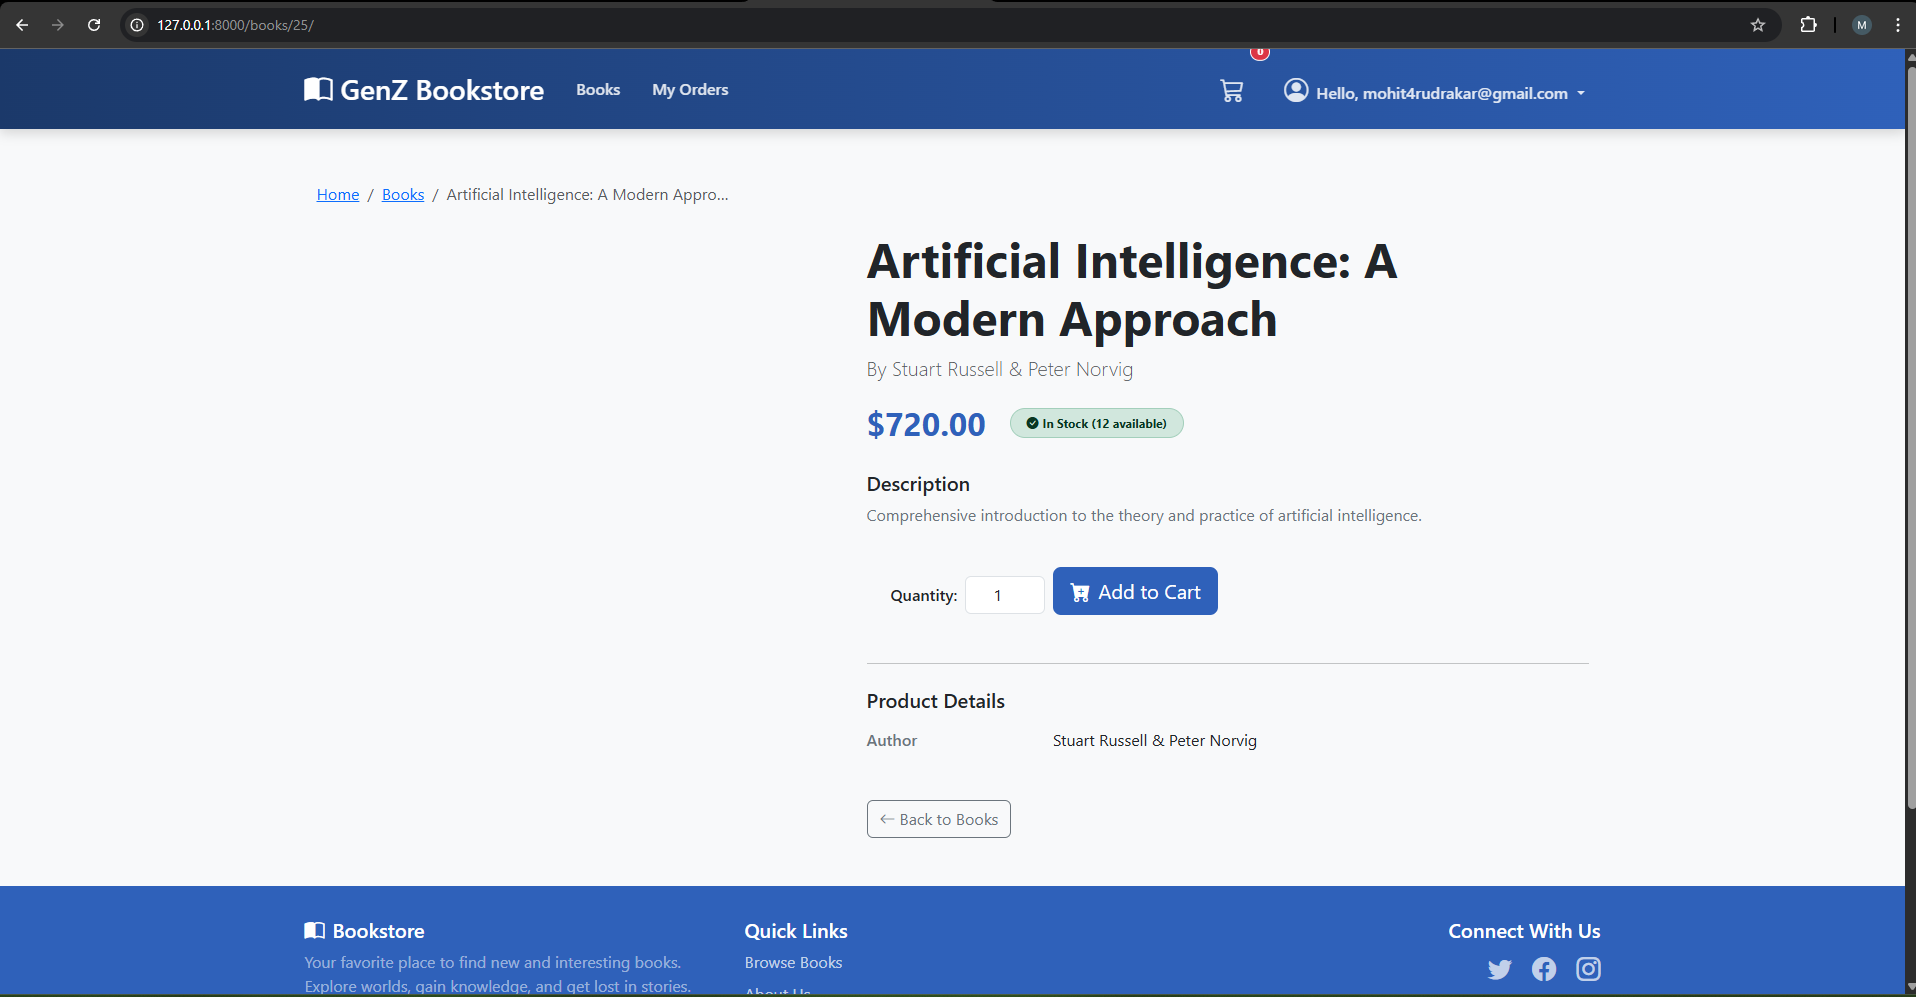 127.0.0.1:8000/books/25/
M
0
GenZ Bookstore
Books
My Orders
Hello, mohit4rudrakar@gmail.com
Home / Books / Artificial Intelligence: A Modern Appro...
Artificial Intelligence: A
Modern Approach
By Stuart Russell & Peter Norvig
$720.00
In Stock (12 available)
Description
Comprehensive introduction to the theory and practice of artificial intelligence.
Quantity: 1
Add to Cart
Product Details
Author
Stuart Russell & Peter Norvig
← Back to Books
Bookstore
Your favorite place to find new and interesting books.
Explore worlds, gain knowledge, and get lost in stories.
Quick Links
Browse Books
About Us
Connect With Us